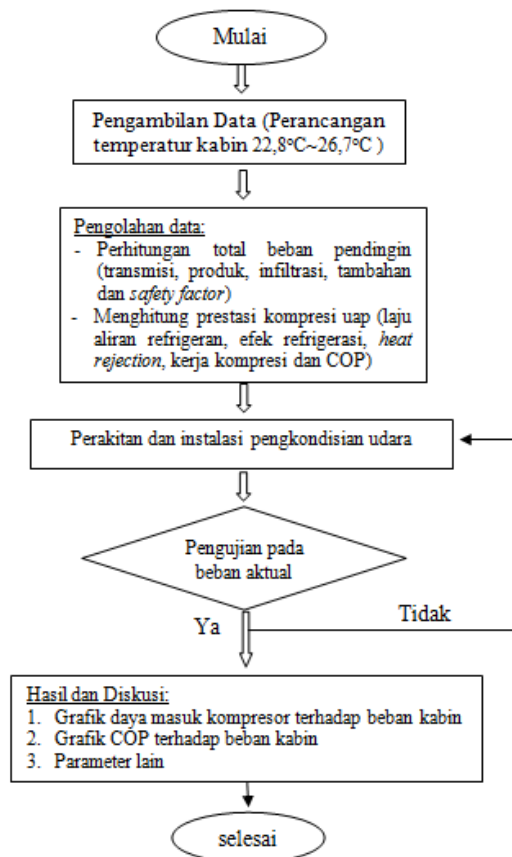 Mulai
Pengambilan Data (Perancangan
temperatur kabin 22,8°C~26,7°C )
Pengolahan data:
- Perhitungan total beban pendingin
(transmisi, produk, infiltrasi, tambahan
dan safety factor)
- Menghitung prestasi kompresi uap (laju
aliran refrigeran, efek refrigerasi, heat
rejection, kerja kompresi dan COP)
Perakitan dan instalasi pengkondisian udara
Pengujian pada
beban aktual
Tidak
Ya
Hasil dan Diskusi:
1. Grafik daya masuk kompresor terhadap beban kabin
2. Grafik COP terhadap beban kabin
3. Parameter lain
selesai